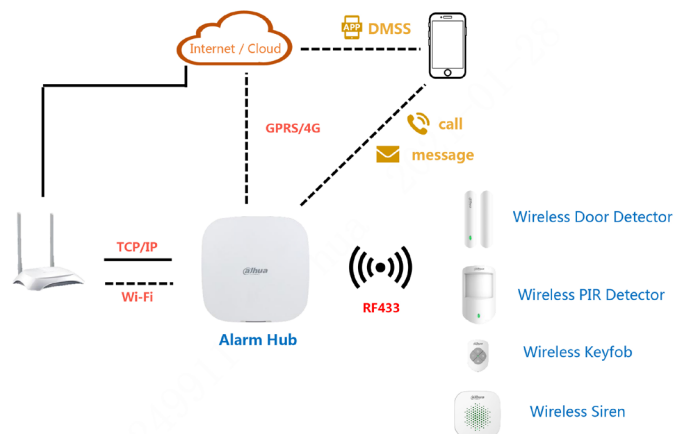 APP DMSS
Internet / Cloud
GPRS/4G
call
message
Wireless Door Detector
TCP/IP
Wi-Fi
alhua
RF433
Wireless PIR Detector
Alarm Hub
Wireless Keyfob
Wireless Siren